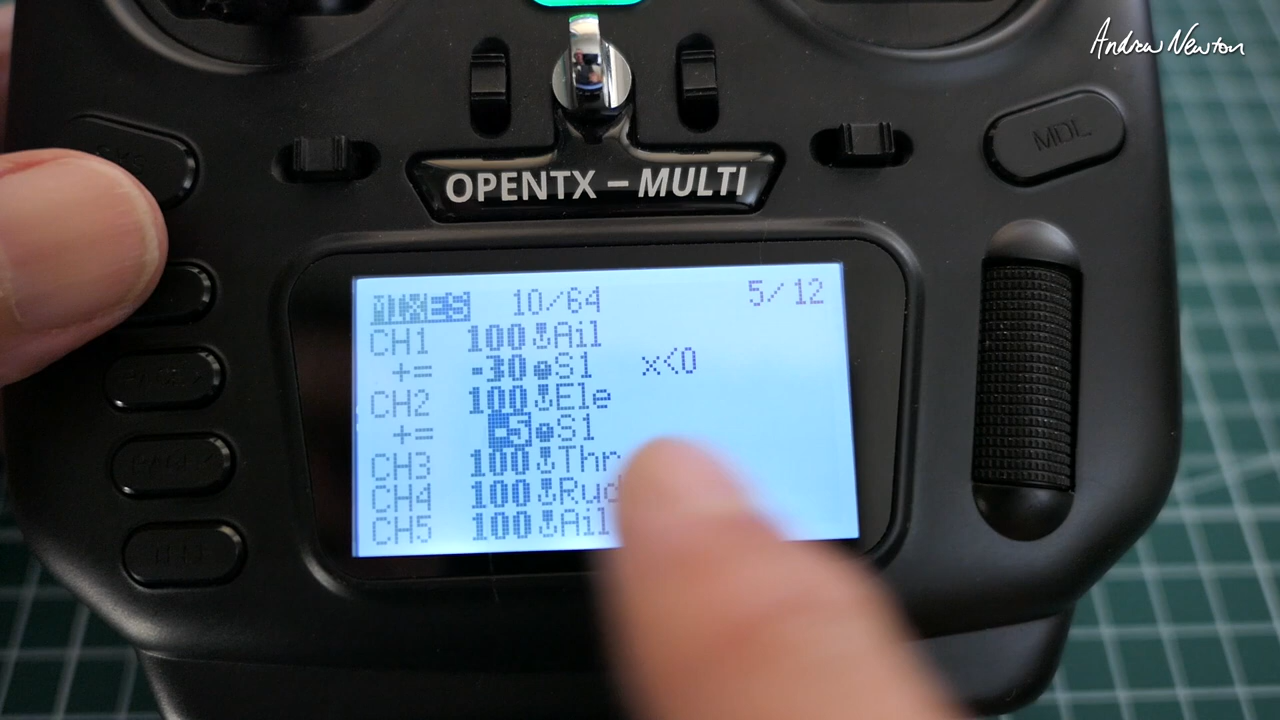 Andrew Newton
MDL
OPENTX – MULTI
MIXES 10/64 5/12
CH1 100 Ail
+= -30 S1 x<0
CH2 100 Ele
+= -5 S1
CH3 100 Thr
CH4 100 Rud
CH5 100 Ail